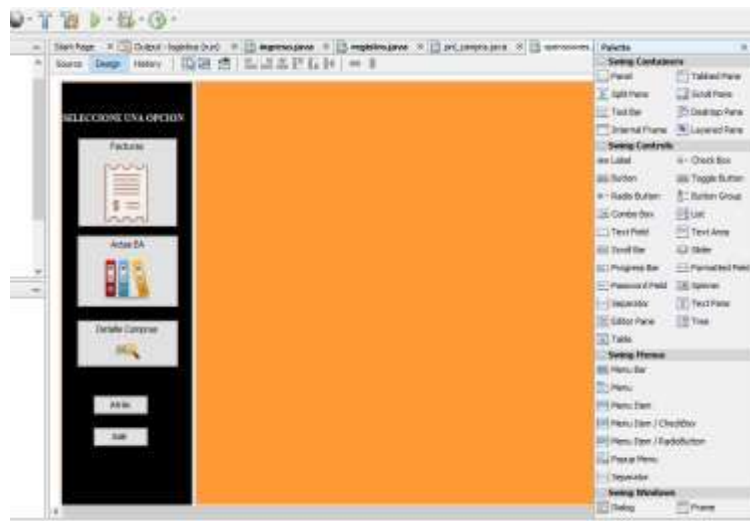 Start Page
Output - logistica (run)
ingreso.java
registro.java
pnl_compra.java
operaciones.
Source Design History
SELECCIONE UNA OPCION
Facturas
Actas EA
Detalle Compras
Atras
Salir
Palette
Swing Containers
Panel Tabbed Pane
Split Pane Scroll Pane
Tool Bar Desktop Pane
Internal Frame Layered Pane
Swing Controls
Label Check Box
Button Toggle Button
Radio Button Button Group
Combo Box List
Text Field Text Area
Scroll Bar Slider
Progress Bar Formatted Field
Password Field Spinner
Separator Text Pane
Editor Pane Tree
Table
Swing Menus
Menu Bar
Menu
Menu Item
Menu Item / CheckBox
Menu Item / RadioButton
Popup Menu
Separator
Swing Windows
Dialog Frame